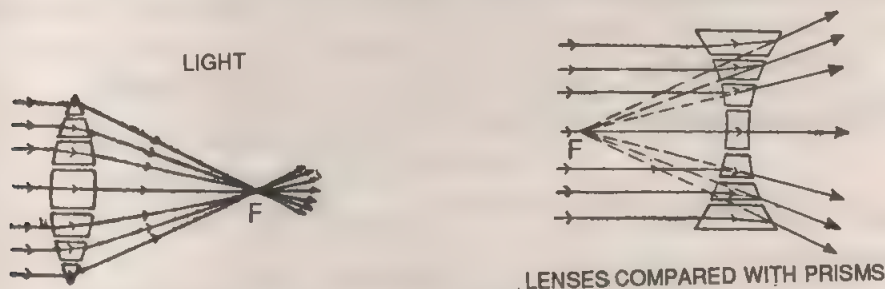 LIGHT
F
F
LENSES COMPARED WITH PRISMS